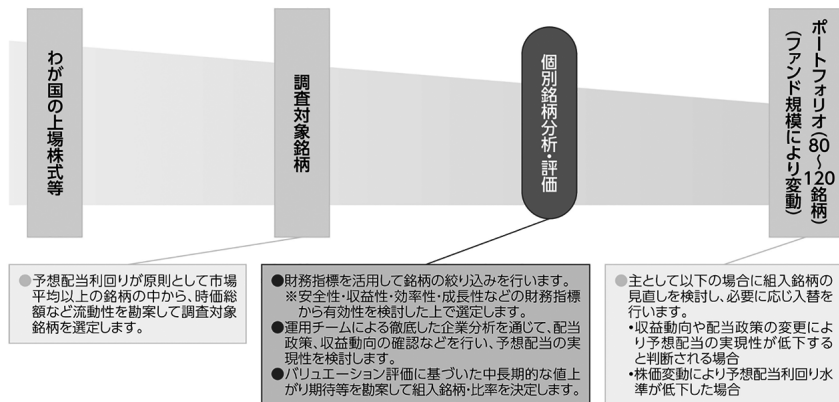 わが国の上場株式等
調査対象銘柄
個別銘柄分析・評価
ポートフォリオ(80〜120銘柄)
(ファンド規模により変動)
●予想配当利回りが原則として市場
平均以上の銘柄の中から、時価総
額など流動性を勘案して調査対象
銘柄を選定します。
●財務指標を活用して銘柄の絞り込みを行います。
※安全性・収益性・効率性・成長性などの財務指標
から有効性を検討した上で選定します。
●運用チームによる徹底した企業分析を通じて、配当
政策、収益動向の確認などを行い、予想配当の実
現性を検討します。
●バリュエーション評価に基づいた中長期的な値上
がり期待等を勘案して組入銘柄・比率を決定します。
●主として以下の場合に組入銘柄の
見直しを検討し、必要に応じ入替を
行います。
・収益動向や配当政策の変更によ
り予想配当の実現性が低下する
と判断される場合
・株価変動により予想配当利回り水
準が低下した場合